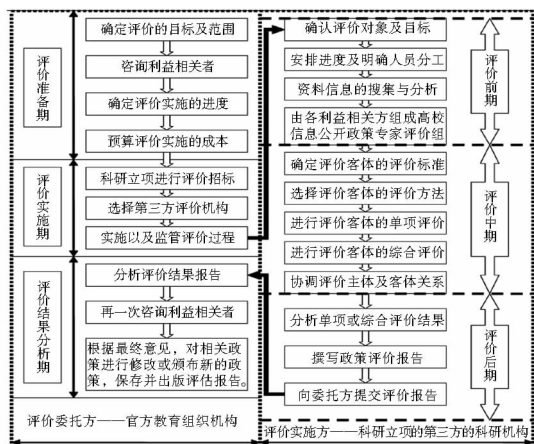 确定评价的目标及范围
咨询利益相关者
确定评价实施的进度
预算评价实施的成本
评价准备期
科研立项进行评价招标
选择第三方评价机构
实施以及监管评价过程
评价实施期
分析评价结果报告
再一次咨询利益相关者
根据最终意见，对相关政
策进行修改或颁布新的政
策，保存并出版评估报告。
评价结果分析期
评价委托方——官方教育组织机构
确认评价对象及目标
安排进度及明确人员分工
资料信息的搜集与分析
由各利益相关方组成高校
信息公开政策专家评价组
评价前期
确定评价客体的评价标准
选择评价客体的评价方法
进行评价客体的单项评价
进行评价客体的综合评价
协调评价主体及客体关系
评价中期
分析单项或综合评价结果
撰写政策评价报告
向委托方提交评价报告
评价后期
评价实施方——科研立项的第三方的科研机构